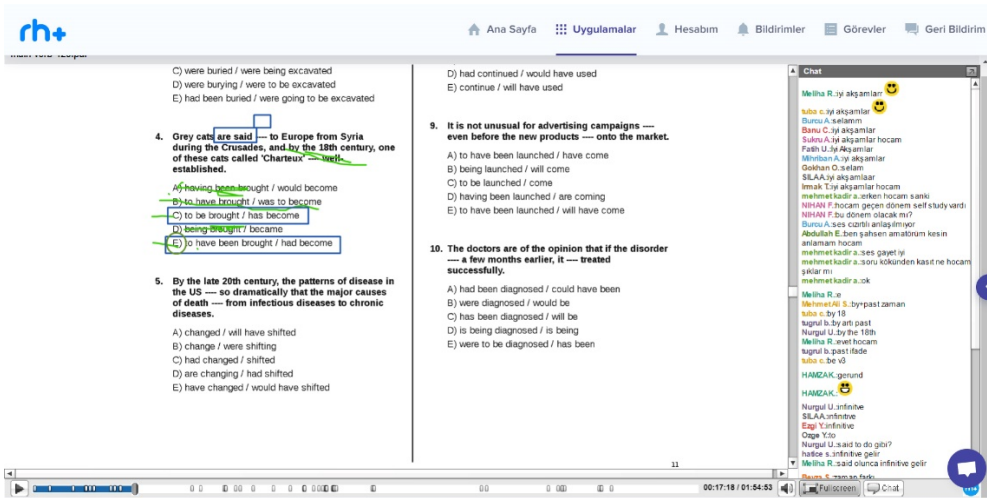 rh+
Ana Sayfa
Uygulamalar
Hesabım
Bildirimler
Görevler
Geri Bildirim
C) were buried / were being excavated
D) were burying / were to be excavated
E) had been buried / were going to be excavated
4. Grey cats are said ---- to Europe from Syria
during the Crusades, and by the 18th century, one
of these cats called 'Charteux' ---- well-
established.
A) having been brought / would become
B) to have brought / was to become
C) to be brought / has become
D) being brought / became
E) to have been brought / had become
5. By the late 20th century, the patterns of disease in
the US ---- so dramatically that the major causes
of death ---- from infectious diseases to chronic
diseases.
A) changed / will have shifted
B) change / were shifting
C) had changed / shifted
D) are changing / had shifted
E) have changed / would have shifted
D) had continued / would have used
E) continue / will have used
9. It is not unusual for advertising campaigns ----
even before the new products ---- onto the market.
A) to have been launched / have come
B) being launched / will come
C) to be launched / come
D) having been launched / are coming
E) to have been launched / will have come
10. The doctors are of the opinion that if the disorder
---- a few months earlier, it ---- treated
successfully.
A) had been diagnosed / could have been
B) were diagnosed / would be
C) has been diagnosed / will be
D) is being diagnosed / is being
E) were to be diagnosed / has been
11
Chat
Meliha R.:iyi akşamlarr
tuba c.:iyi akşamlar
Burcu A.:selamm
Banu C.:iyi akşamlar
Sukru A.:iyi akşamlar hocam
Fatih U.:İyi Akşamlar
Mihriban A.:iyi akşamlar
Gokhan O.:selam
SILAA.:iyi akşamlaar
Irmak T.:iyi akşamlar hocam
mehmet kadir a.:erken hocam sanki
NIHAN F.:hocam geçen dönem self study vardı
NIHAN F.:bu dönem olacak mı?
Burcu A.:ses cızırtılı anlaşılmıyor
Abdullah E.:ben şahsen amatörüm kesin
anlamam hocam
mehmet kadir a.:ses gayet iyi
mehmet kadir a.:soru kökünden kasıt ne hocam
şıklar mı
mehmet kadir a.:ok
Meliha R.:e
Mehmet Ali S.:by+past zaman
tuba c.:by 18
tugrul b.:by artı past
Nurgul U.:by the 18th
Meliha R.:evet hocam
tugrul b.:past ifade
tuba c.:be v3
HAMZA K.:gerund
HAMZA K.:
Nurgul U.:infinitve
SILAA.:infinitive
Ezgi Y.:infinitive
Ozge Y.:to
Nurgul U.:said to do gibi?
hatice s.:infinitive gelir
Meliha R.:said olunca infinitive gelir
00:17:18 / 01:54:53
Fullscreen
Chat